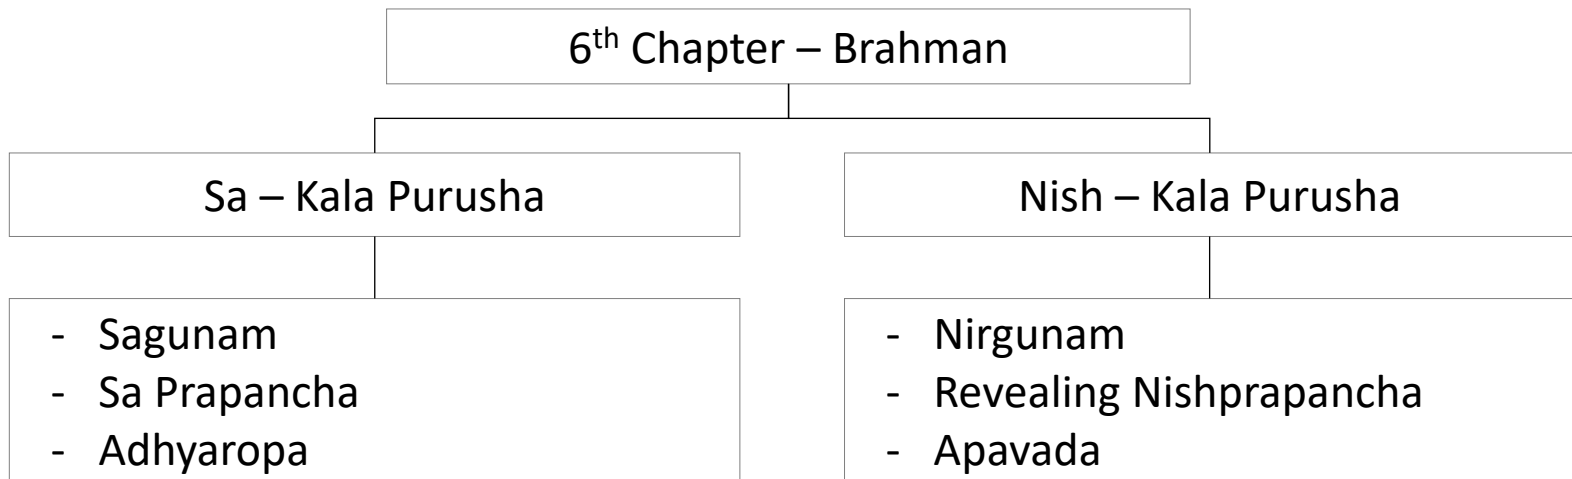 6th Chapter – Brahman
Sa – Kala Purusha
Nish – Kala Purusha
- Sagunam
- Sa Prapancha
- Adhyaropa
- Nirgunam
- Revealing Nishprapancha
- Apavada